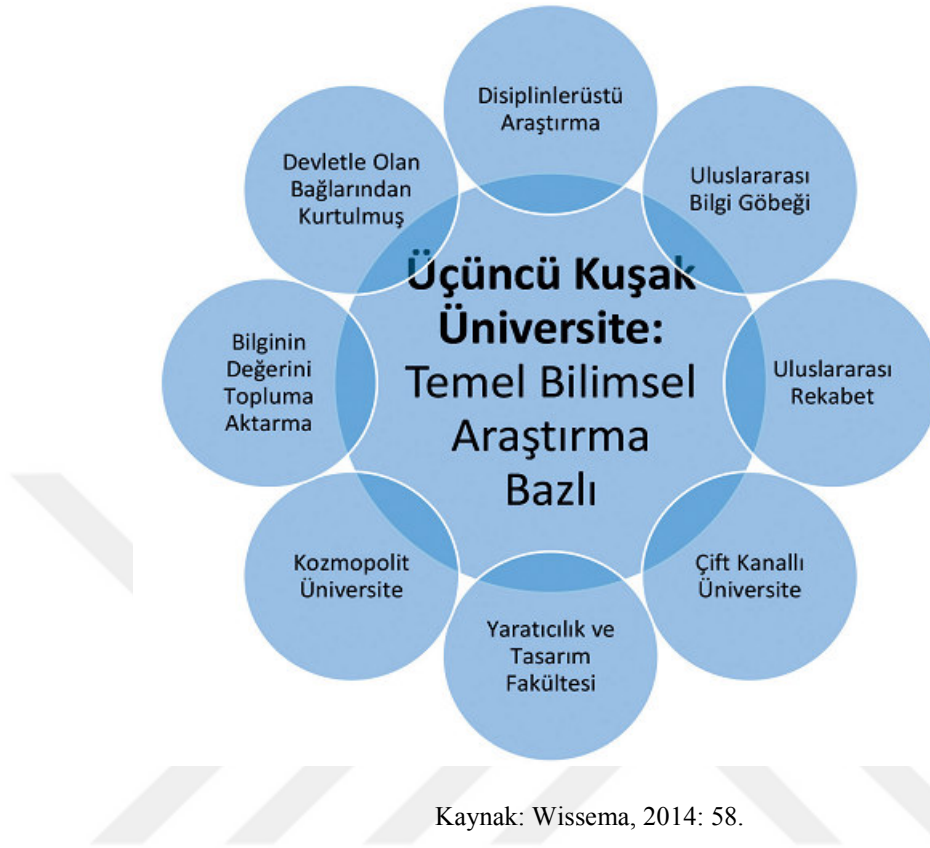 Disiplinlerüstü
Araştırma
Uluslararası
Bilgi Göbeği
Uluslararası
Rekabet
Çift Kanallı
Üniversite
Yaratıcılık ve
Tasarım
Fakültesi
Kozmopolit
Üniversite
Bilginin
Değerini
Topluma
Aktarma
Devletle Olan
Bağlarından
Kurtulmuş
Üçüncü Kuşak
Üniversite:
Temel Bilimsel
Araştırma
Bazlı
Kaynak: Wissema, 2014: 58.